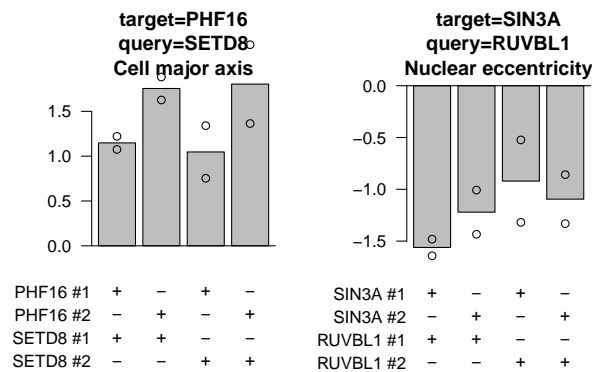 target=PHF16
query=SETD8
Cell major axis
1.5
1.0
0.5
0.0
PHF16 #1 + − + −
PHF16 #2 − + − +
SETD8 #1 + + − −
SETD8 #2 − − + +
target=SIN3A
query=RUVBL1
Nuclear eccentricity
0.0
−0.5
−1.0
−1.5
SIN3A #1 + − + −
SIN3A #2 − + − +
RUVBL1 #1 + + − −
RUVBL1 #2 − − + +